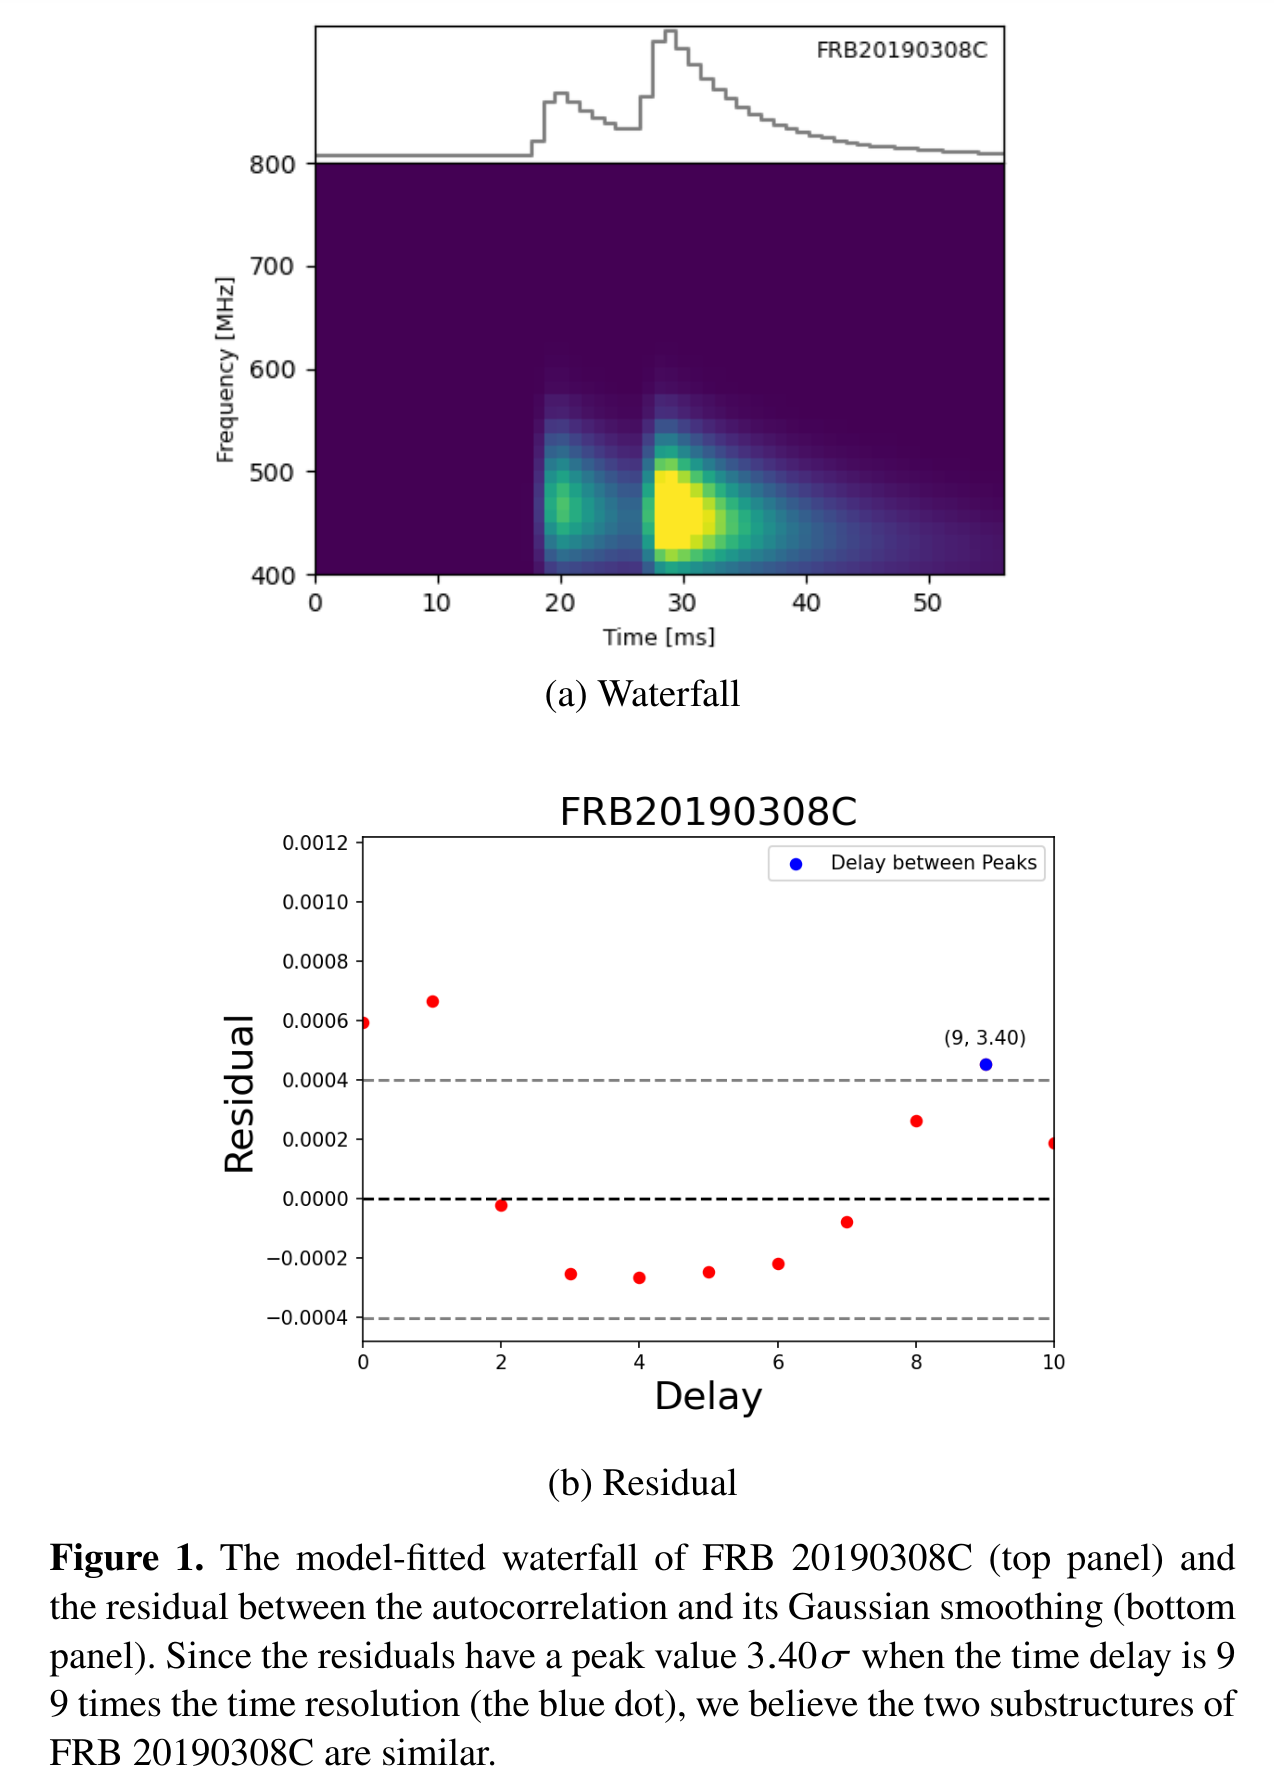 FRB20190308C
800
700
600
500
400
Frequency [MHz]
0 10 20 30 40 50
Time [ms]
(a) Waterfall
FRB20190308C
Delay between Peaks
0.0012
0.0010
0.0008
0.0006
0.0004
0.0002
0.0000
−0.0002
−0.0004
Residual
(9, 3.40)
0 2 4 6 8 10
Delay
(b) Residual
Figure 1. The model-fitted waterfall of FRB 20190308C (top panel) and
the residual between the autocorrelation and its Gaussian smoothing (bottom
panel). Since the residuals have a peak value 3.40σ when the time delay is 9
9 times the time resolution (the blue dot), we believe the two substructures of
FRB 20190308C are similar.